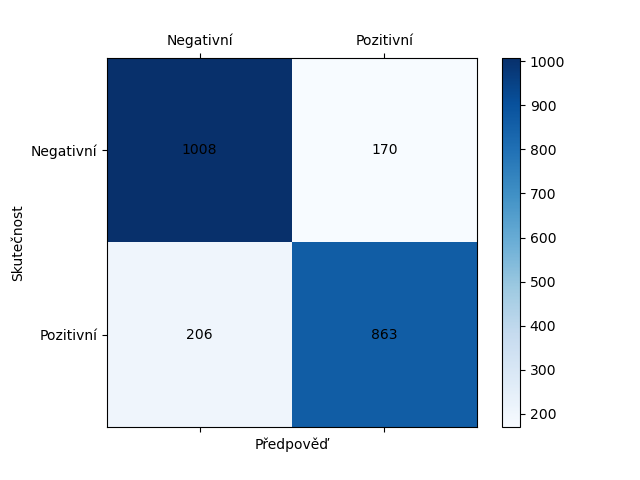 Negativní Pozitivní
Negativní 1008 170
Pozitivní 206 863
Skutečnost
Předpověď
1000
900
800
700
600
500
400
300
200